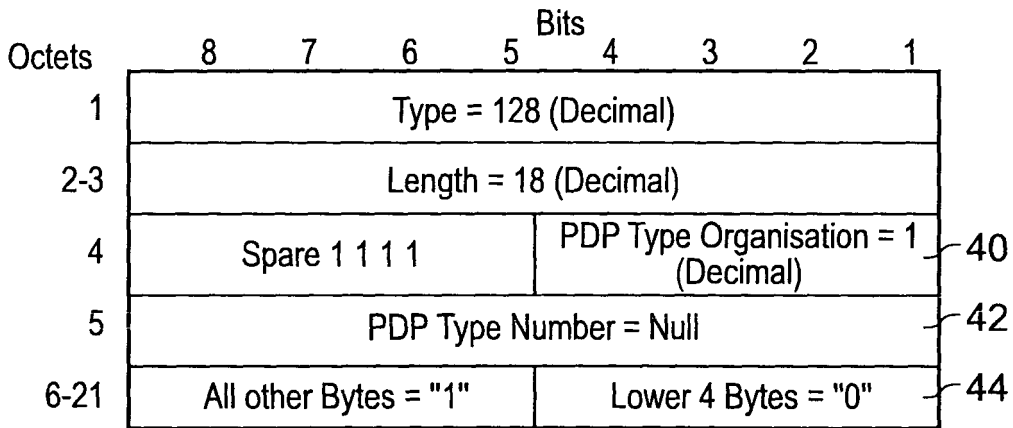 Bits
Octets 8 7 6 5 4 3 2 1
1 Type = 128 (Decimal)
2-3 Length = 18 (Decimal)
4 Spare 1 1 1 1 PDP Type Organisation = 1 (Decimal) 40
5 PDP Type Number = Null 42
6-21 All other Bytes = "1" Lower 4 Bytes = "0" 44